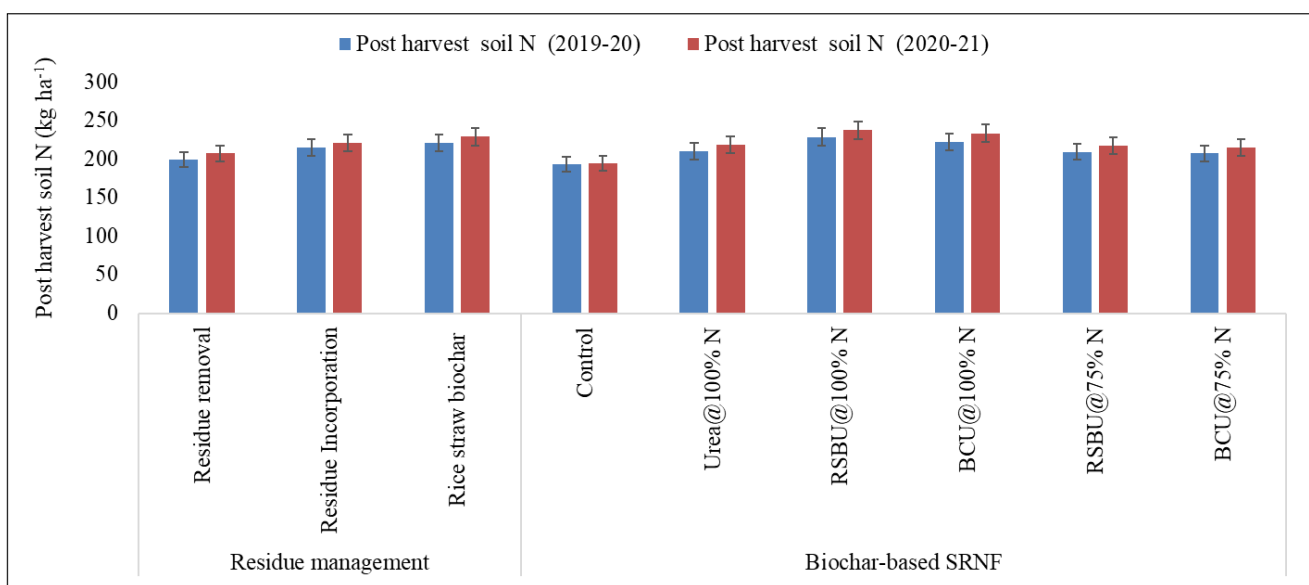 Post harvest soil N (2019-20)
Post harvest soil N (2020-21)
Post harvest soil N (kg ha⁻¹)
300
250
200
150
100
50
0
Residue removal
Residue Incorporation
Rice straw biochar
Control
Urea@100% N
RSBU@100% N
BCU@100% N
RSBU@75% N
BCU@75% N
Residue management
Biochar-based SRNF